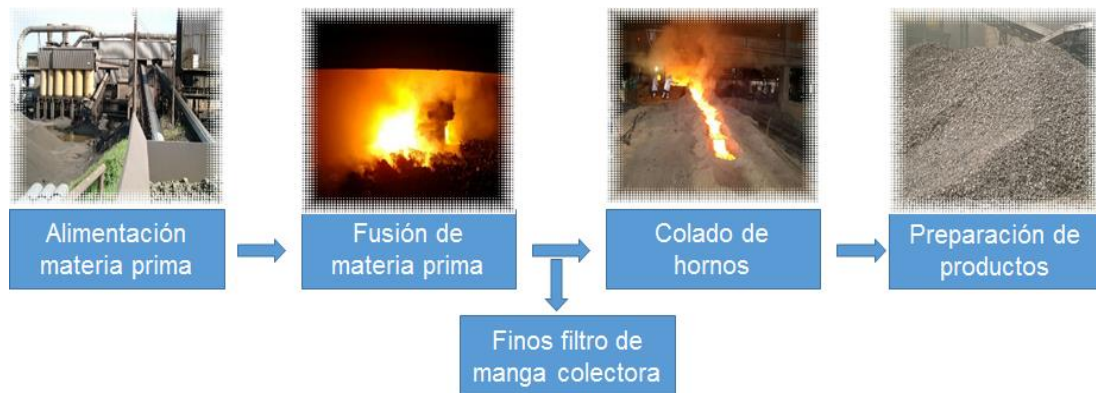 Alimentación
materia prima
Fusión de
materia prima
Colado de
hornos
Preparación de
productos
Finos filtro de
manga colectora